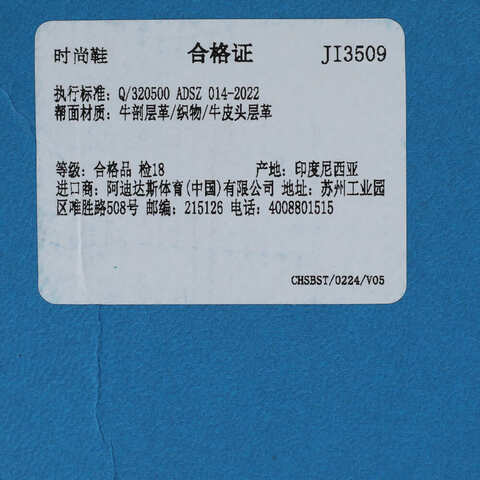 时尚鞋 合格证 JI3509
执行标准: Q/320500 ADSZ 014-2022
帮面材质: 牛剖层革/织物/牛皮头层革
等级: 合格品 检18 产地: 印度尼西亚
进口商: 阿迪达斯体育(中国)有限公司 地址: 苏州工业园
区唯胜路508号 邮编: 215126 电话: 4008801515
CHSBST/0224/V05